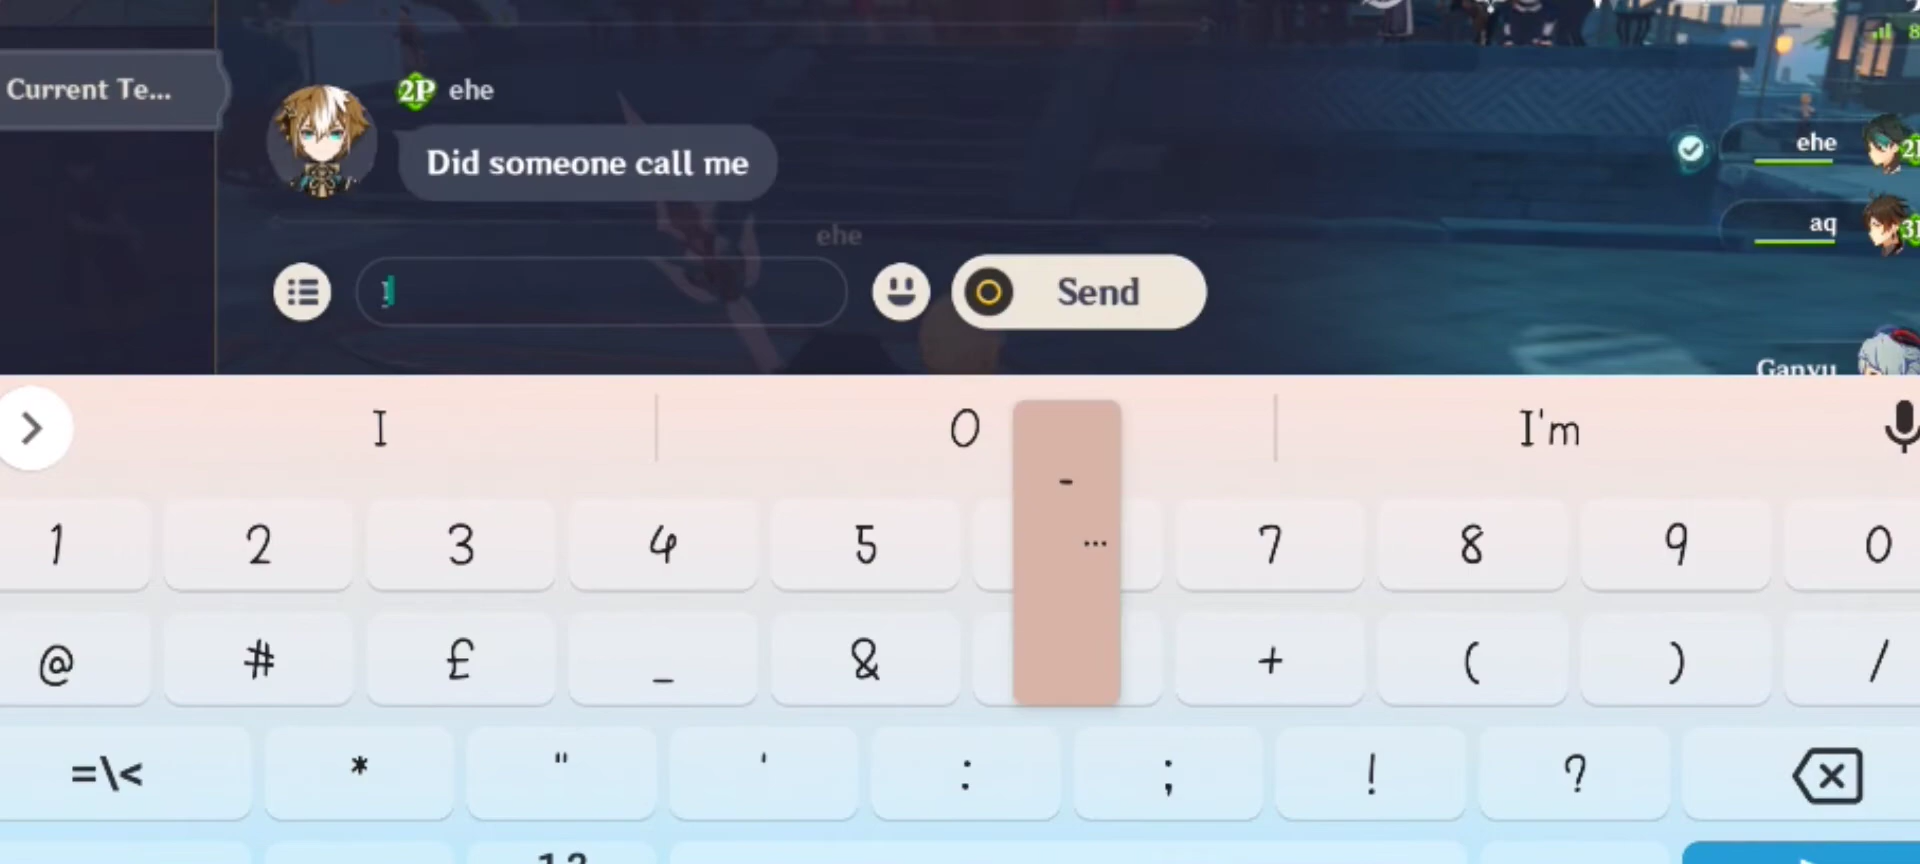 Current Te...
2P ehe
Did someone call me
ehe
aq
ehe
Send
Ganyu
I O I'm
-
...
1 2 3 4 5 7 8 9 0
@ # £ _ & + ( ) /
=\< * " ' : ; ! ?